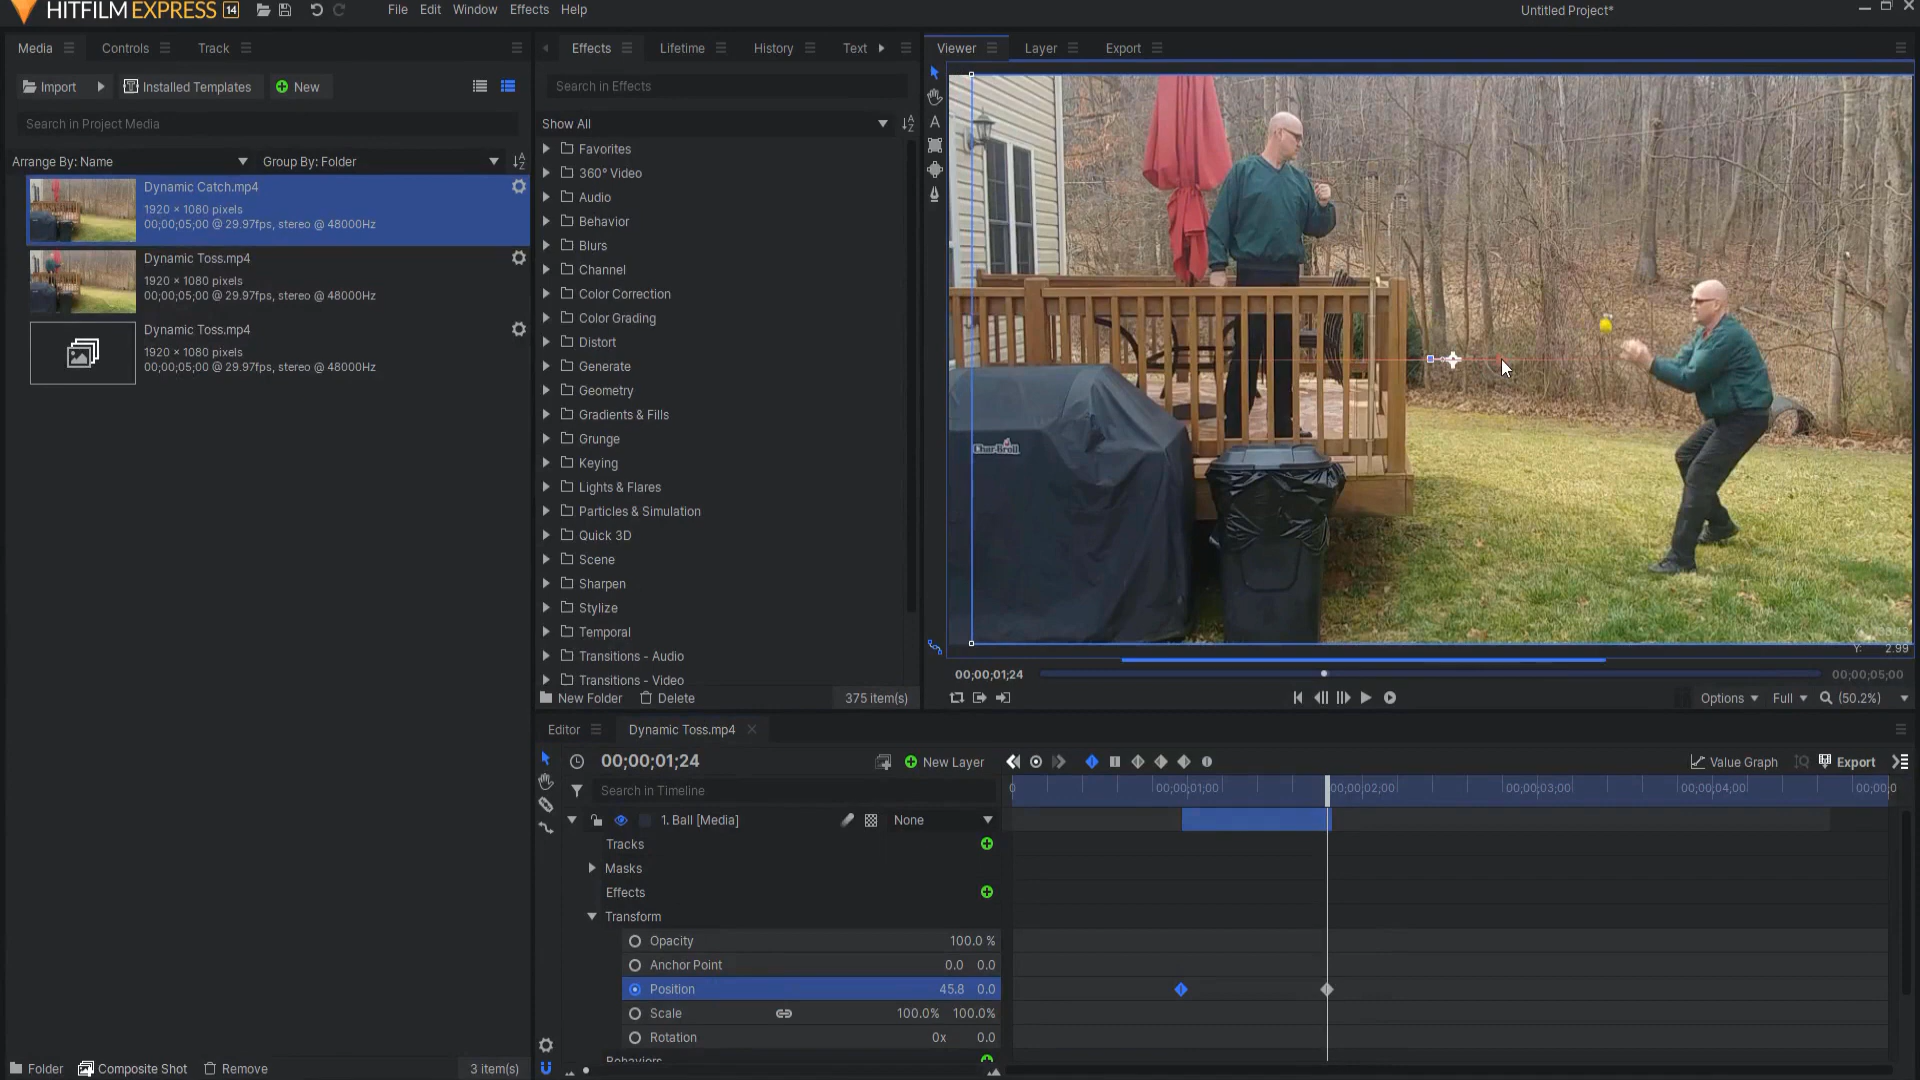 HITFILM EXPRESS 14
File Edit Window Effects Help
Untitled Project*
Media Controls Track
Effects Lifetime History Text
Viewer Layer Export
Import Installed Templates New
Search in Project Media
Arrange By: Name Group By: Folder
Dynamic Catch.mp4
1920 × 1080 pixels
00;00;05;00 @ 29.97fps, stereo @ 48000Hz
Dynamic Toss.mp4
1920 × 1080 pixels
00;00;05;00 @ 29.97fps, stereo @ 48000Hz
Dynamic Toss.mp4
1920 × 1080 pixels
00;00;05;00 @ 29.97fps, stereo @ 48000Hz
Folder Composite Shot Remove 3 item(s)
Search in Effects
Show All
Favorites
360° Video
Audio
Behavior
Blurs
Channel
Color Correction
Color Grading
Distort
Generate
Geometry
Gradients & Fills
Grunge
Keying
Lights & Flares
Particles & Simulation
Quick 3D
Scene
Sharpen
Stylize
Temporal
Transitions - Audio
Transitions - Video
New Folder Delete 375 item(s)
Char-Broil
Y: 2.99
00;00;01;24 00;00;05;00
Options Full (50.2%)
Editor Dynamic Toss.mp4
00;00;01;24 New Layer Value Graph Export
Search in Timeline
0 00;00;01;00 00;00;02;00 00;00;03;00 00;00;04;00 00;00;0
1. Ball [Media] None
Tracks
Masks
Effects
Transform
Opacity 100.0 %
Anchor Point 0.0 0.0
Position 45.8 0.0
Scale 100.0% 100.0%
Rotation 0x 0.0
Behaviors